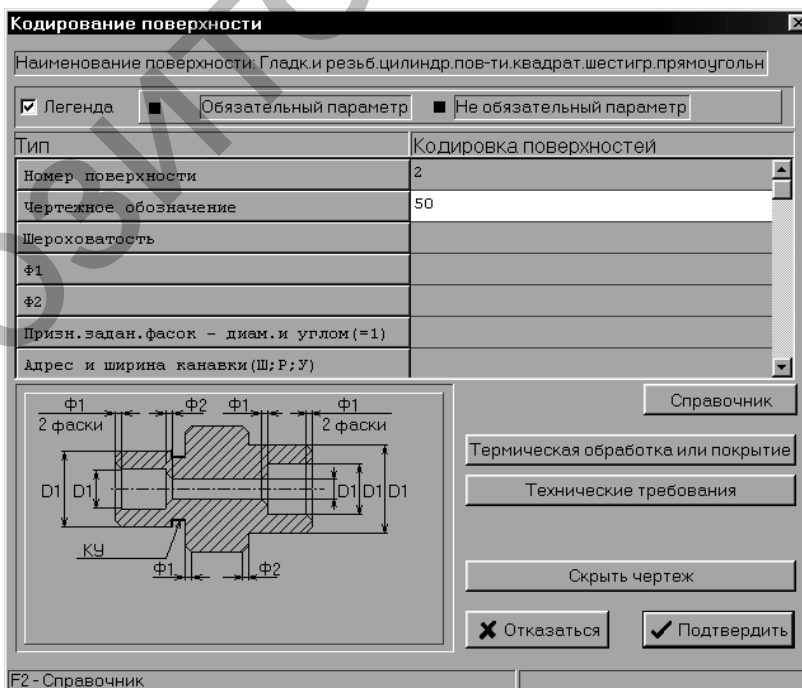 Кодирование поверхности
Наименование поверхности: Гладк.и резьб.цилиндр.пов-ти.квадрат.шестигр.прямоугольн
Легенда Обязательный параметр Не обязательный параметр
Тип Кодировка поверхностей
Номер поверхности 2
Чертежное обозначение 50
Шероховатость
Ф1
Ф2
Призн.задан.фасок - диам.и углом(=1)
Адрес и ширина канавки(Ш;Р;У)
Справочник
Ф1 Ф2 Ф1 Ф1
2 фаски 2 фаски
Термическая обработка или покрытие
D1 D1 D1 D1 D1
Технические требования
КУ
Ф1 Ф2
Скрыть чертеж
Отказаться Подтвердить
F2 - Справочник
ОЗИТО